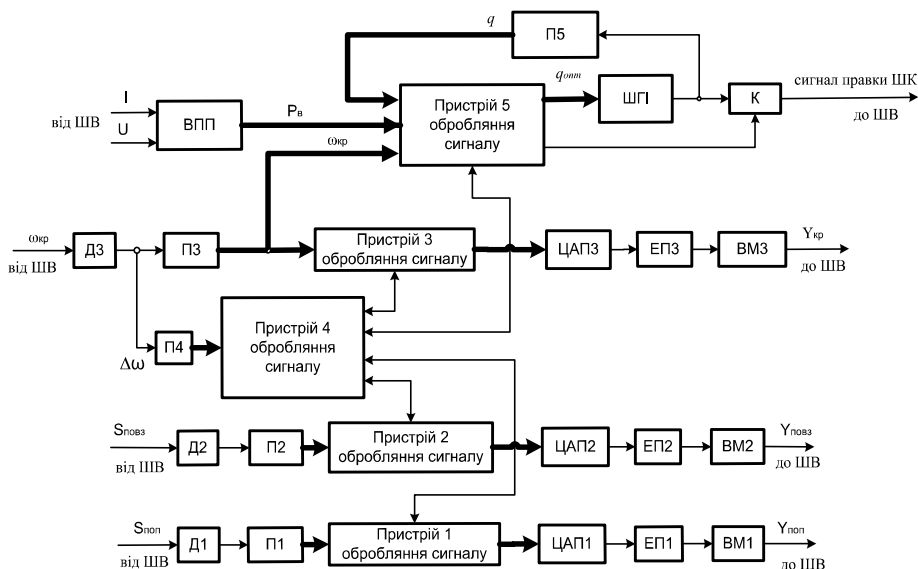 q
П5
q опт
сигнал правки ШК
до ШВ
I
від ШВ
U
ВПП
Pв
Пристрій 5
обробляння
сигналу
ШГІ
К
ωкр
ωкр
від ШВ
Д3
П3
Пристрій 3
обробляння сигналу
ЦАП3
ЕП3
ВМ3
Yкр
до ШВ
Δω
П4
Пристрій 4
обробляння
сигналу
Sповз
від ШВ
Д2
П2
Пристрій 2
обробляння сигналу
ЦАП2
ЕП2
ВМ2
Yповз
до ШВ
Sпоп
від ШВ
Д1
П1
Пристрій 1
обробляння сигналу
ЦАП1
ЕП1
ВМ1
Yпоп
до ШВ